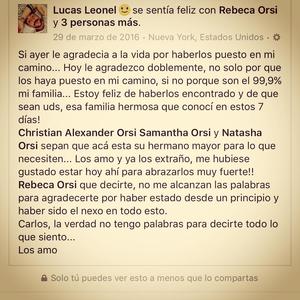 Lucas Leonel se sentía feliz con Rebeca Orsi
y 3 personas más.
29 de marzo de 2016 · Nueva York, Estados Unidos ·
Si ayer le agradecia a la vida por haberlos puesto en mi
camino... Hoy le agradezco doblemente, no solo por que
los haya puesto en mi camino, si no porque son el 99,9%
mi familia... Estoy feliz de haberlos encontrado y de que
sean uds, esa familia hermosa que conocí en estos 7
días!
Christian Alexander Orsi Samantha Orsi y Natasha
Orsi sepan que acá esta su hermano mayor para lo que
necesiten... Los amo y ya los extraño, me hubiese
gustado estar hoy ahí para abrazarlos muy fuerte!!
Rebeca Orsi que decirte, no me alcanzan las palabras
para agradecerte por haber estado desde un principio y
haber sido el nexo en todo esto.
Carlos, la verdad no tengo palabras para decirte todo lo
que siento...
Los amo
Solo tú puedes ver esto a menos que lo compartas